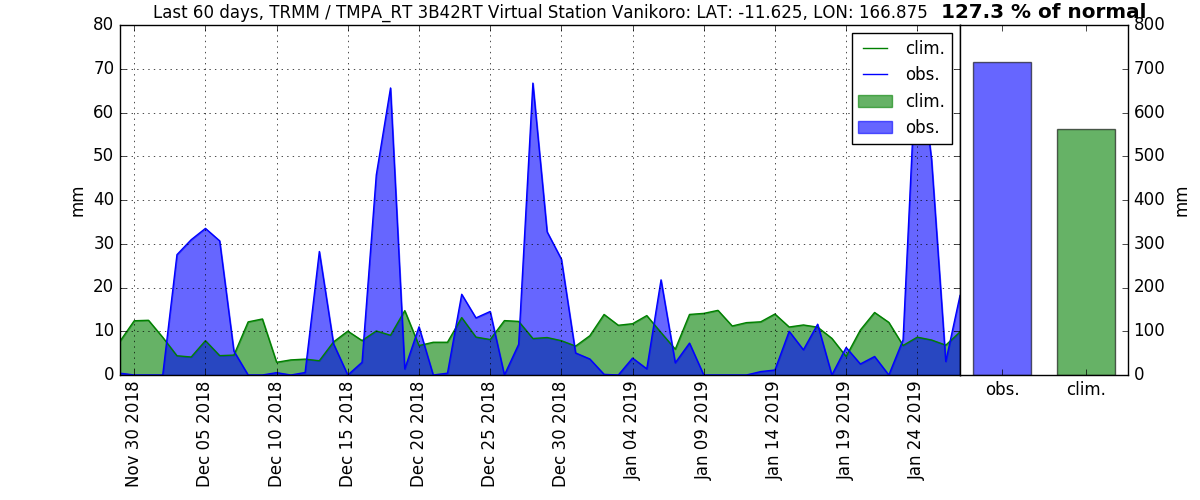 Last 60 days, TRMM / TMPA_RT 3B42RT Virtual Station Vanikoro: LAT: -11.625, LON: 166.875 127.3 % of normal
80
70
60
50
40
30
20
10
0
mm
clim.
obs.
clim.
obs.
Nov 30 2018
Dec 05 2018
Dec 10 2018
Dec 15 2018
Dec 20 2018
Dec 25 2018
Dec 30 2018
Jan 04 2019
Jan 09 2019
Jan 14 2019
Jan 19 2019
Jan 24 2019
800
700
600
500
400
300
200
100
0
mm
obs. clim.